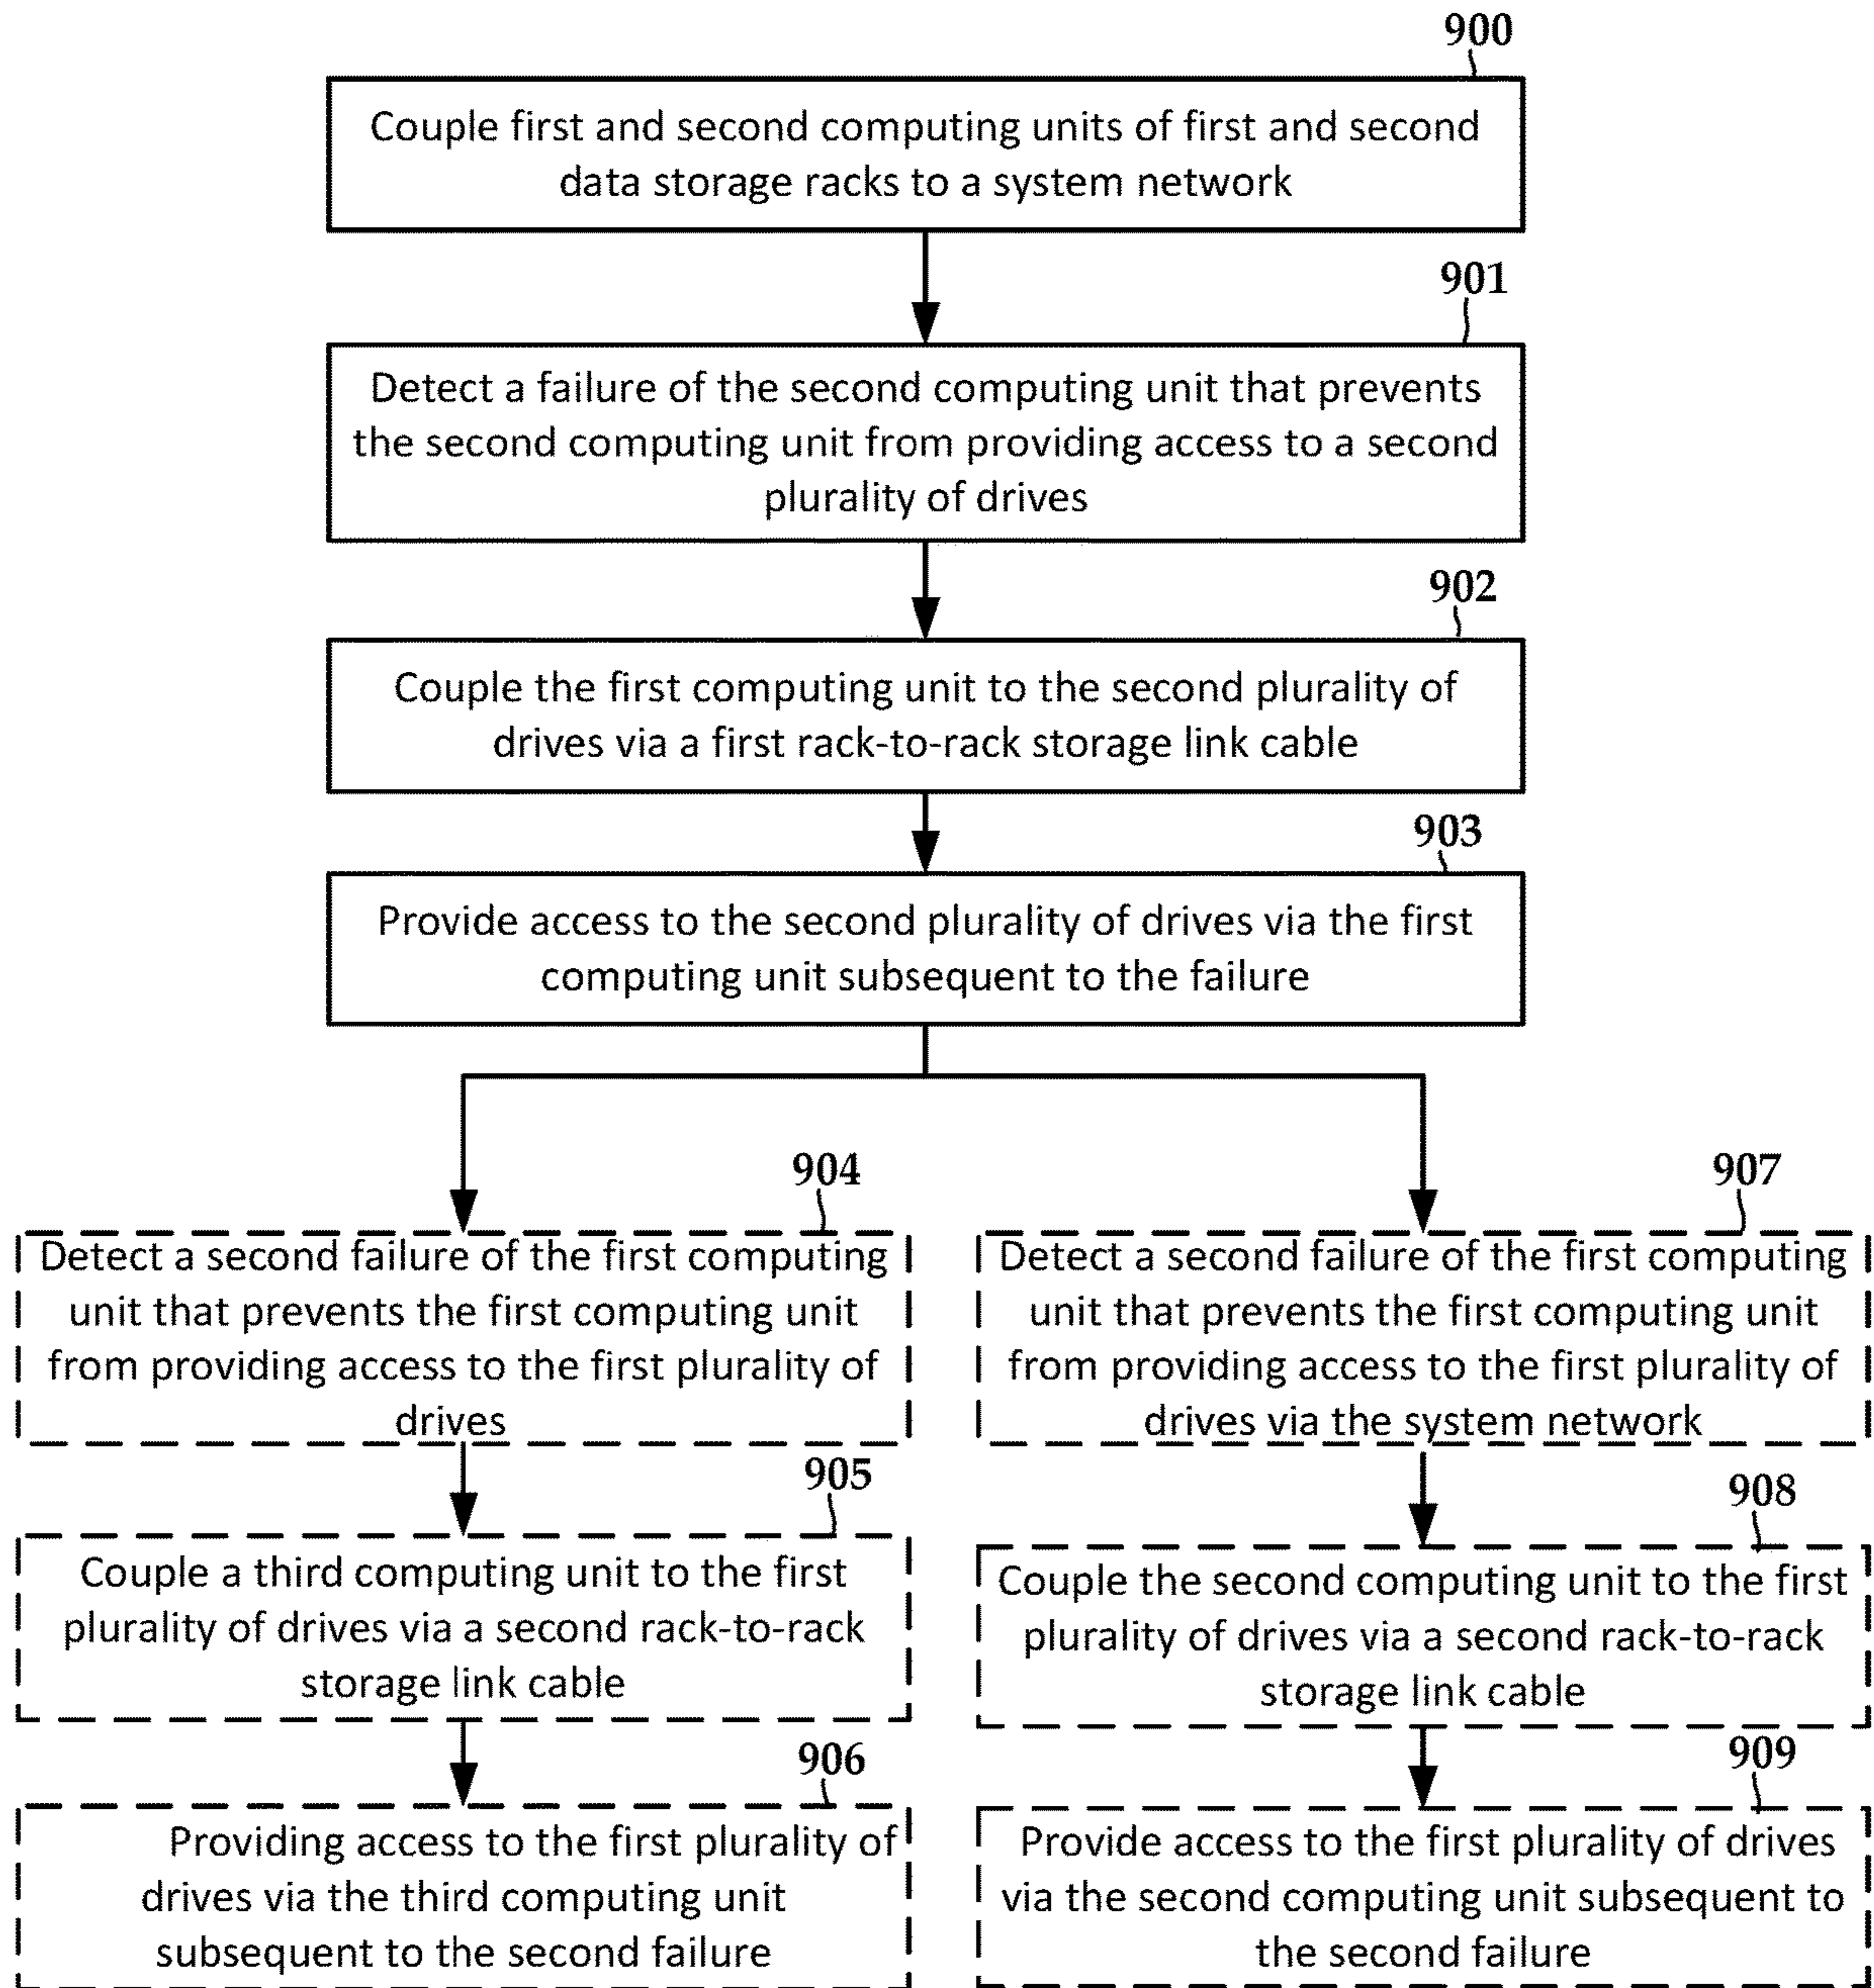 900
Couple first and second computing units of first and second
data storage racks to a system network
901
Detect a failure of the second computing unit that prevents
the second computing unit from providing access to a second
plurality of drives
902
Couple the first computing unit to the second plurality of
drives via a first rack-to-rack storage link cable
903
Provide access to the second plurality of drives via the first
computing unit subsequent to the failure
904
Detect a second failure of the first computing
unit that prevents the first computing unit
from providing access to the first plurality of
drives
905
Couple a third computing unit to the first
plurality of drives via a second rack-to-rack
storage link cable
906
Providing access to the first plurality of
drives via the third computing unit
subsequent to the second failure
907
Detect a second failure of the first computing
unit that prevents the first computing unit
from providing access to the first plurality of
drives via the system network
908
Couple the second computing unit to the first
plurality of drives via a second rack-to-rack
storage link cable
909
Provide access to the first plurality of drives
via the second computing unit subsequent to
the second failure